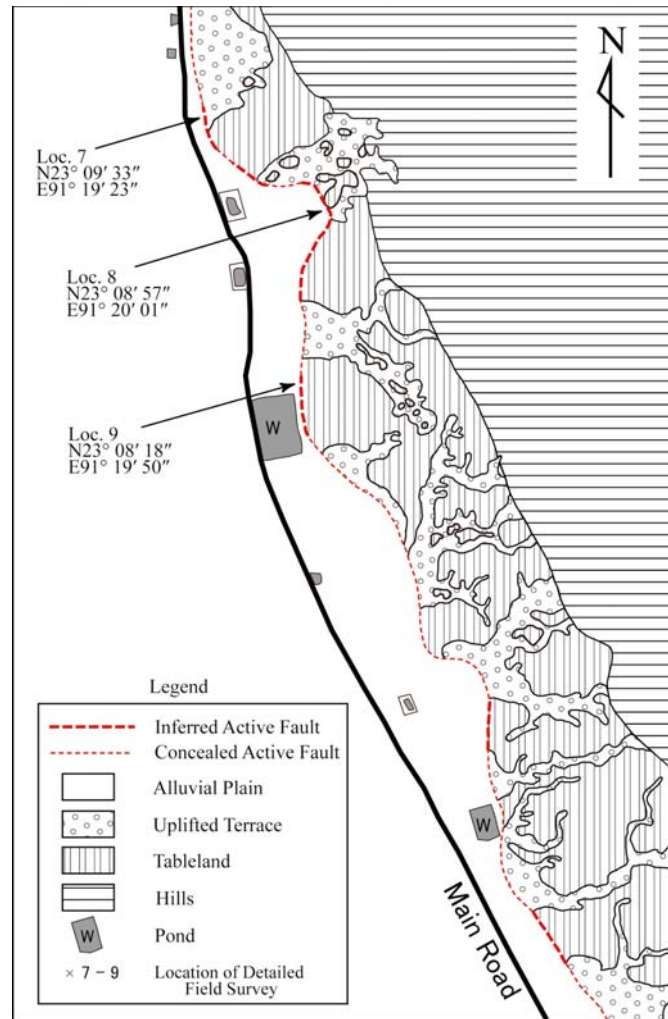 N
Loc. 7
N23° 09′ 33″
E91° 19′ 23″
Loc. 8
N23° 08′ 57″
E91° 20′ 01″
Loc. 9
N23° 08′ 18″
E91° 19′ 50″
W
W
Main Road
Legend
Inferred Active Fault
Concealed Active Fault
Alluvial Plain
Uplifted Terrace
Tableland
Hills
W Pond
× 7 – 9 Location of Detailed
Field Survey